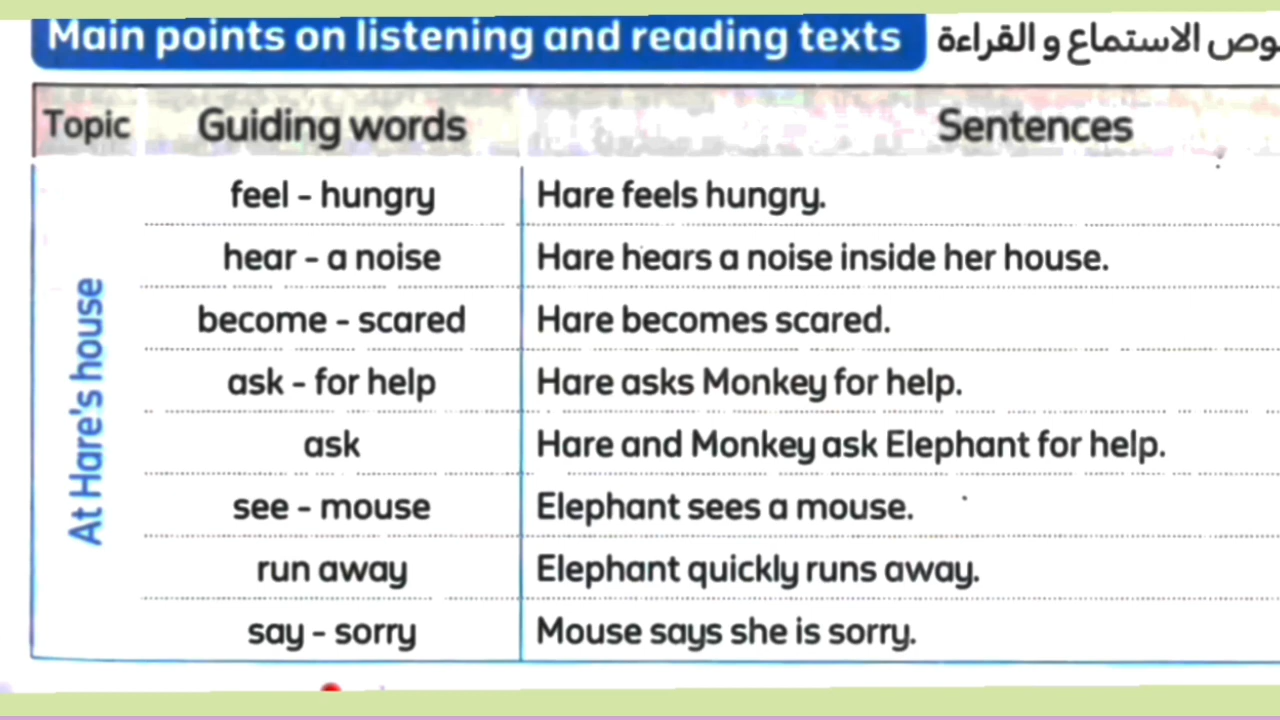 Main points on listening and reading texts الاستماع و القراءة
Topic Guiding words Sentences
At Hare's house
feel - hungry Hare feels hungry.
hear - a noise Hare hears a noise inside her house.
become - scared Hare becomes scared.
ask - for help Hare asks Monkey for help.
ask Hare and Monkey ask Elephant for help.
see - mouse Elephant sees a mouse.
run away Elephant quickly runs away.
say - sorry Mouse says she is sorry.